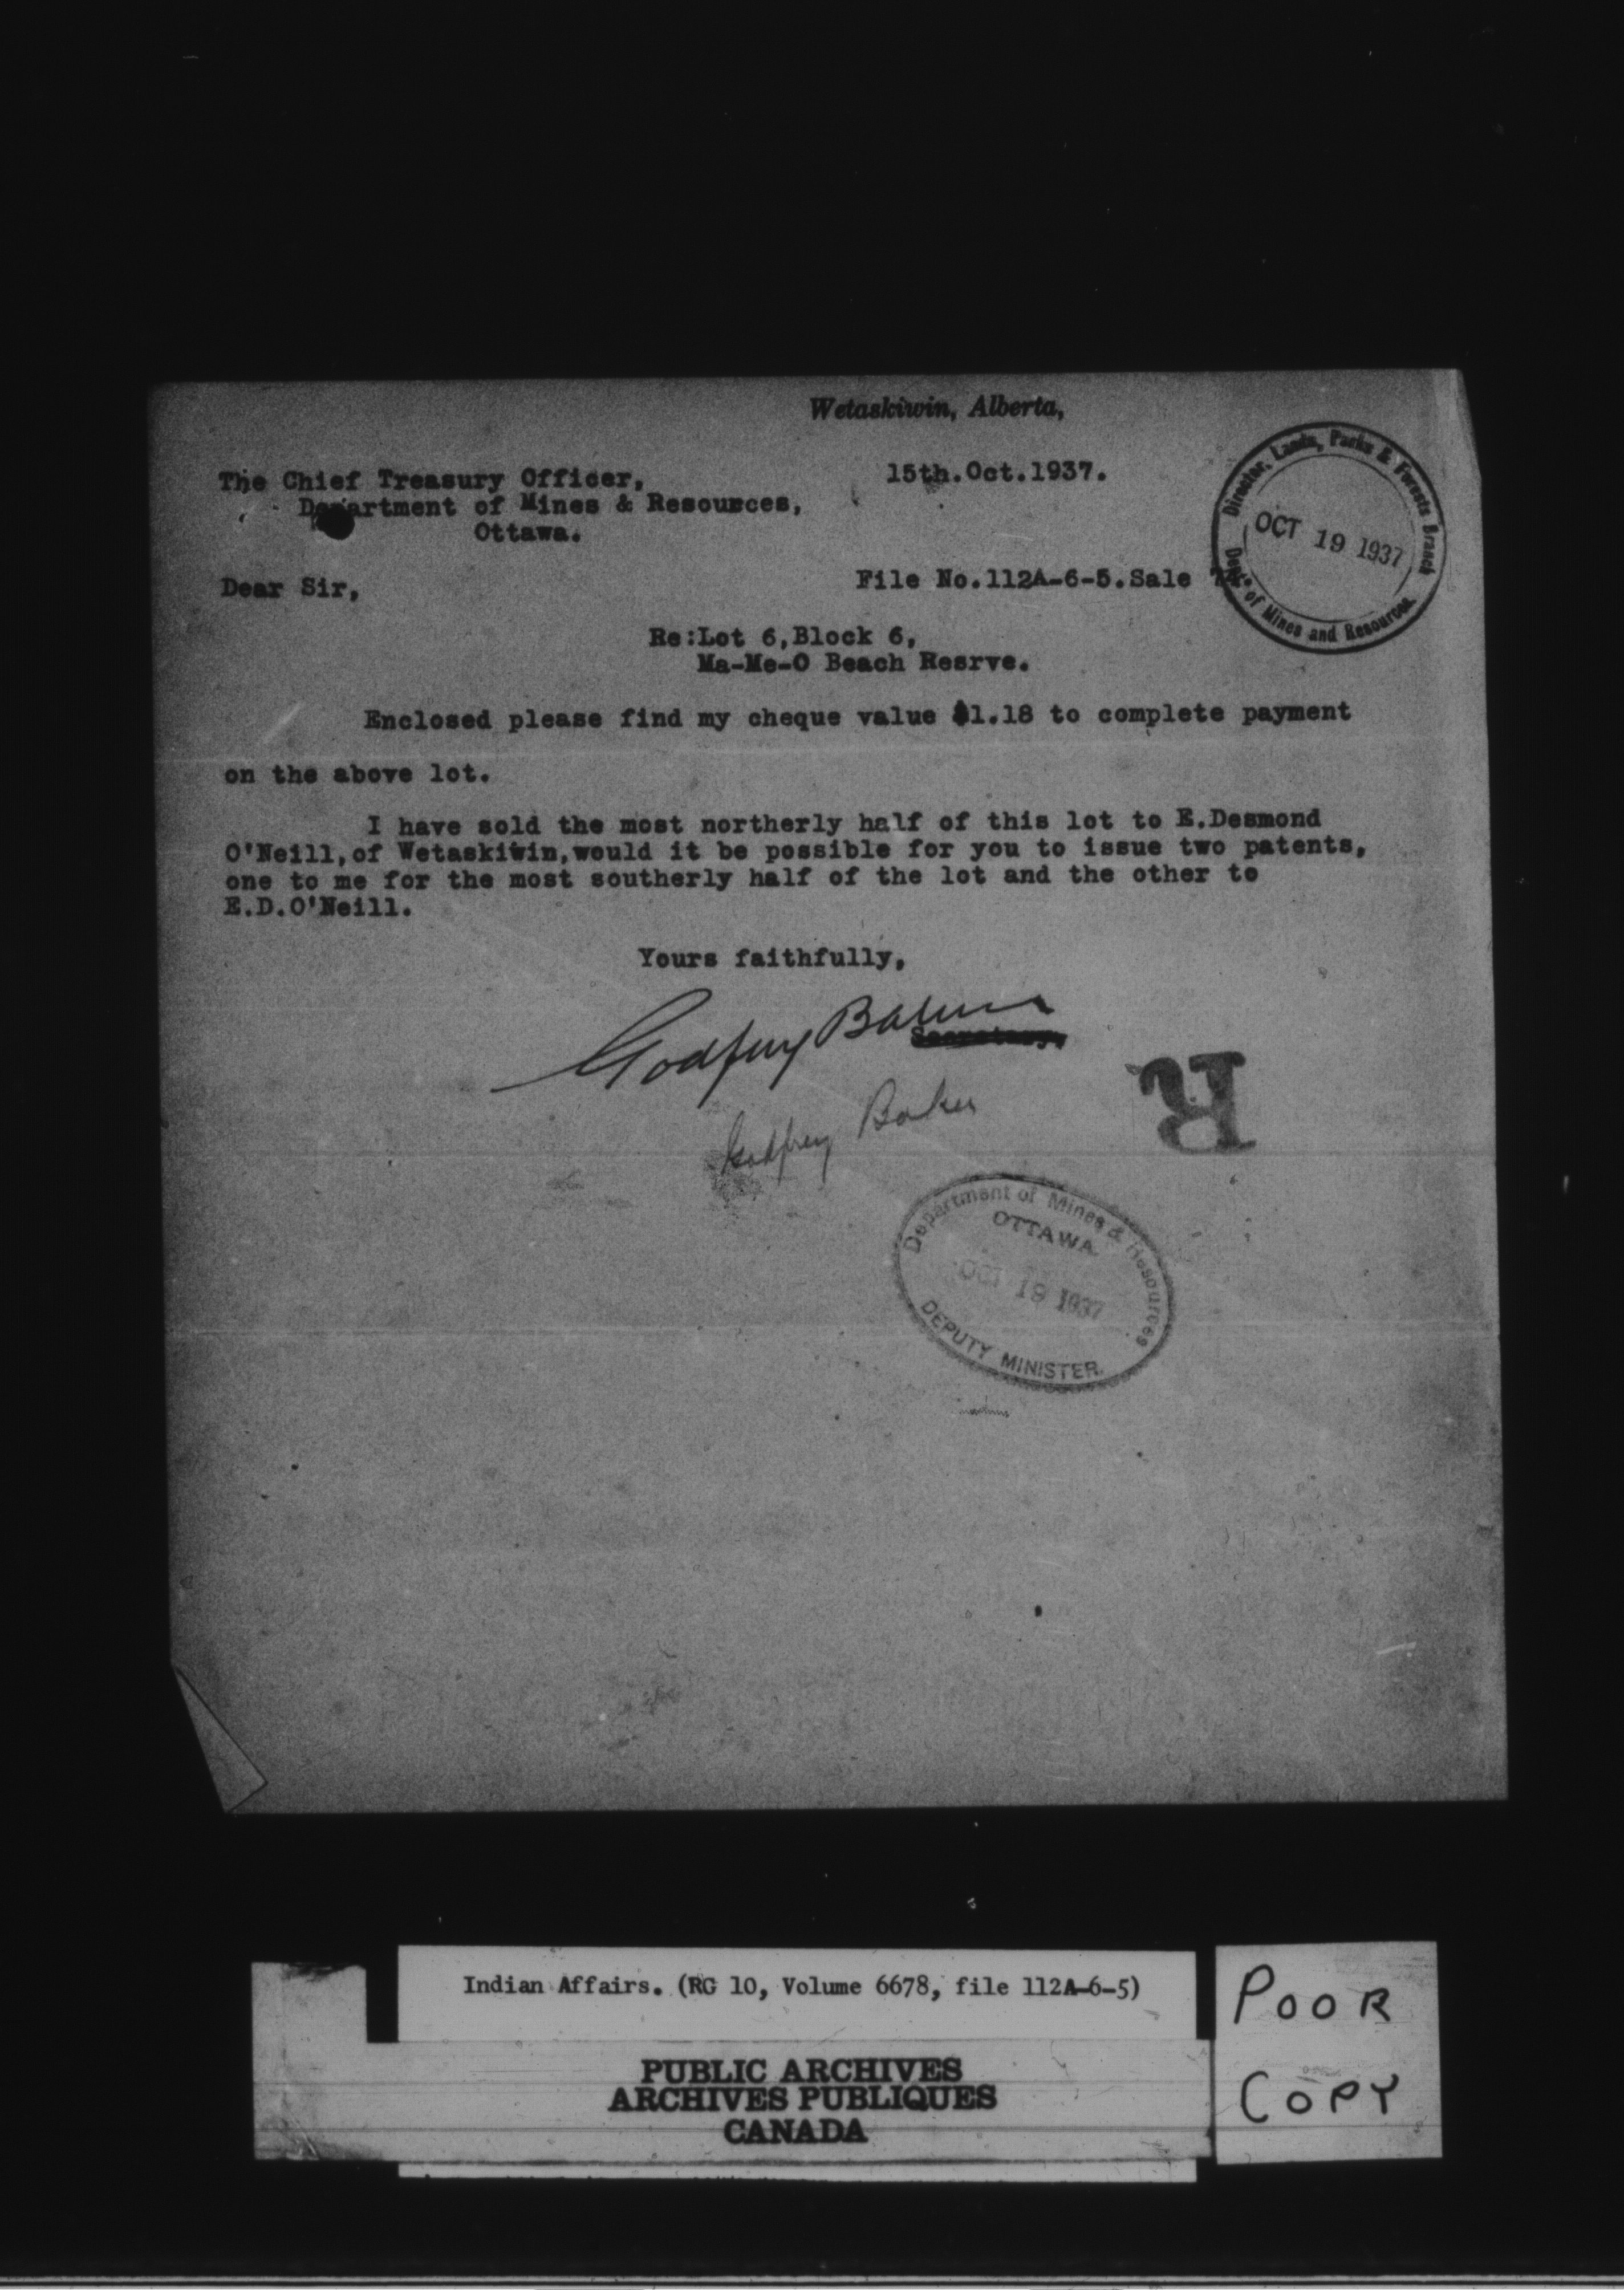 Wetaskiwin, Alberta,
The Chief Treasury Officer,
15th.Oct.1937.
Department of Mines & Resources,
Ottawa.
Director, Lands, Parks & Forests Branch
OCT 19 1937
Dept. of Mines and Resources
Dear Sir,
File No.112A-6-5.Sale
Re:Lot 6,Block 6,
Ma-Me-O Beach Resrve.
Enclosed please find my cheque value $1.18 to complete payment
on the above lot.
I have sold the most northerly half of this lot to E.Desmond
O'Neill,of Wetaskiwin,would it be possible for you to issue two patents,
one to me for the most southerly half of the lot and the other to
E.D.O'Neill.
Yours faithfully,
Godfrey Baker
Secretary.
Godfrey Baker
R
Department of Mines & Resources
OTTAWA
OCT 19 1937
DEPUTY MINISTER.
Indian Affairs. (RG 10, Volume 6678, file 112A-6-5)
PUBLIC ARCHIVES
ARCHIVES PUBLIQUES
CANADA
POOR
COPY